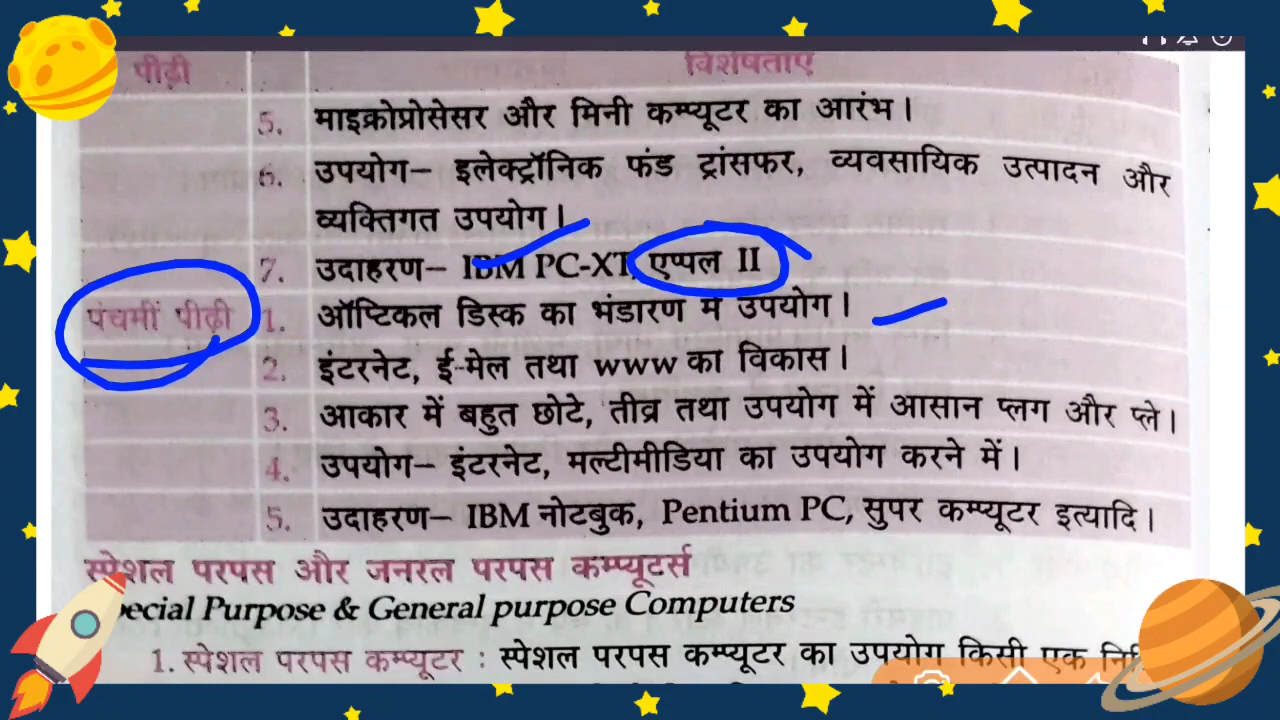 पीढ़ी विशेषताएं
5. माइक्रोप्रोसेसर और मिनी कम्प्यूटर का आरंभ।
6. उपयोग– इलेक्ट्रॉनिक फंड ट्रांसफर, व्यवसायिक उत्पादन और
व्यक्तिगत उपयोग।
7. उदाहरण– IBM PC-XT, एप्पल II
पंचमीं पीढ़ी 1. ऑप्टिकल डिस्क का भंडारण में उपयोग।
2. इंटरनेट, ई-मेल तथा www का विकास।
3. आकार में बहुत छोटे, तीव्र तथा उपयोग में आसान प्लग और प्ले।
4. उपयोग– इंटरनेट, मल्टीमीडिया का उपयोग करने में।
5. उदाहरण– IBM नोटबुक, Pentium PC, सुपर कम्प्यूटर इत्यादि।
स्पेशल परपस और जनरल परपस कम्प्यूटर्स
Purpose & General purpose Computers
1. स्पेशल परपस कम्प्यूटर : स्पेशल परपस कम्प्यूटर का उपयोग किसी एक